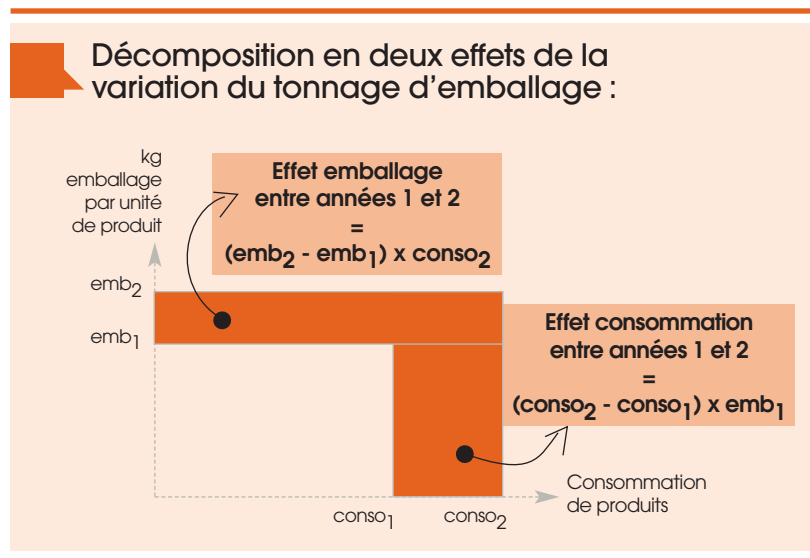 Décomposition en deux effets de la
variation du tonnage d'emballage :
kg
emballage
par unité
de produit
Effet emballage
entre années 1 et 2
=
(emb₂ - emb₁) x conso₂
emb₂
emb₁
Effet consommation
entre années 1 et 2
=
(conso₂ - conso₁) x emb₁
Consommation
de produits
conso₁ conso₂